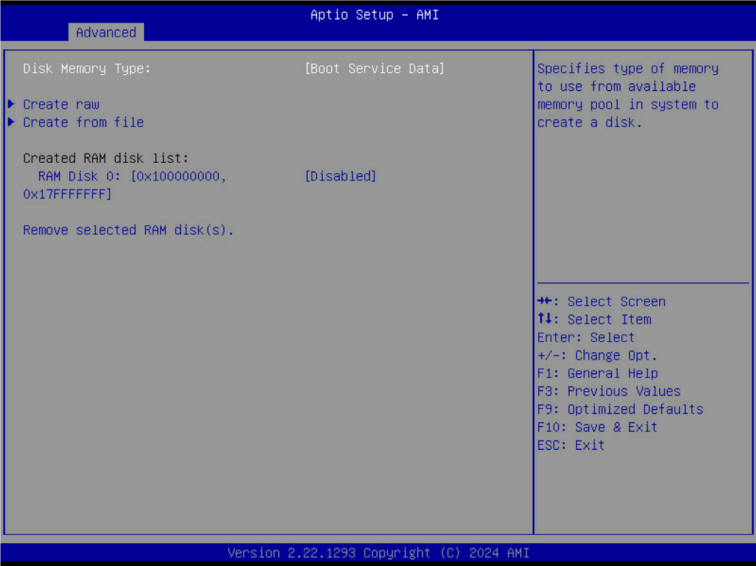 Aptio Setup - AMI
Advanced
Disk Memory Type: [Boot Service Data]
Create raw
Create from file
Created RAM disk list:
RAM Disk 0: [0x100000000, [Disabled]
0x17FFFFFFF]
Remove selected RAM disk(s).
Specifies type of memory
to use from available
memory pool in system to
create a disk.
→←: Select Screen
↑↓: Select Item
Enter: Select
+/-: Change Opt.
F1: General Help
F3: Previous Values
F9: Optimized Defaults
F10: Save & Exit
ESC: Exit
Version 2.22.1293 Copyright (C) 2024 AMI